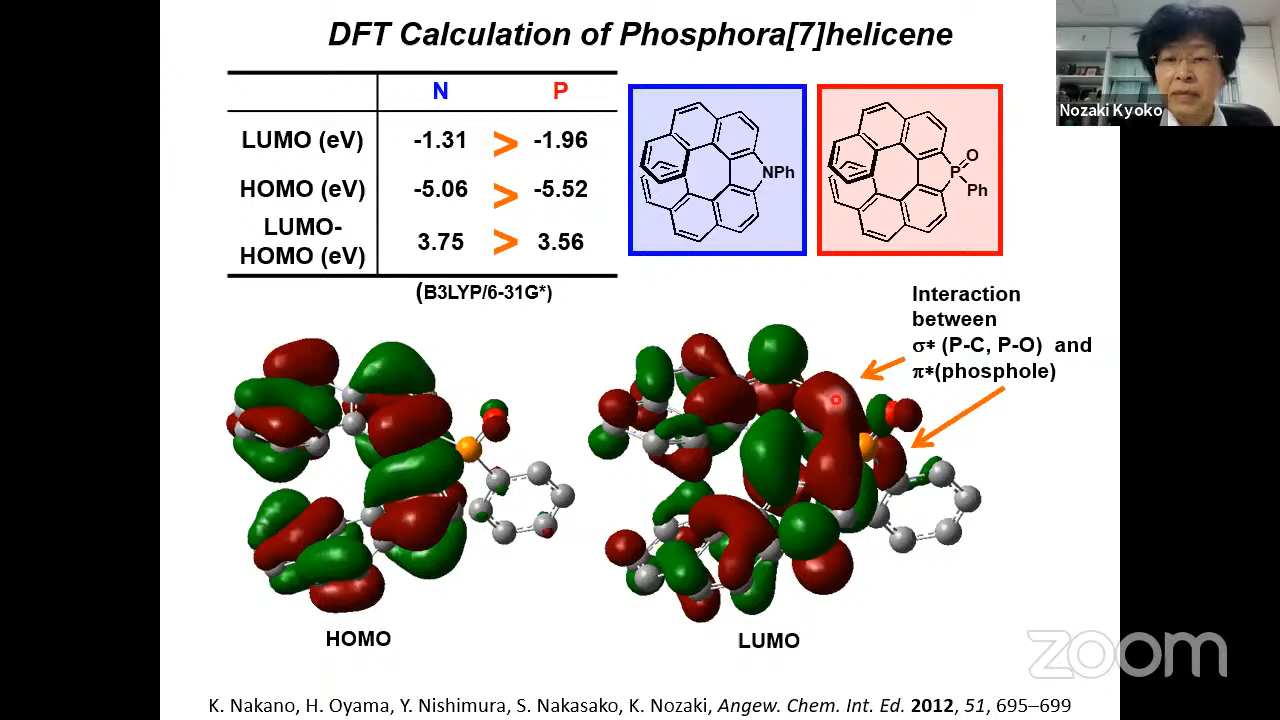 DFT Calculation of Phosphora[7]helicene
N P
LUMO (eV) -1.31 > -1.96
HOMO (eV) -5.06 > -5.52
LUMO-
HOMO (eV) 3.75 > 3.56
(B3LYP/6-31G*)
NPh
O
P
Ph
Nozaki Kyoko
Interaction
between
σ* (P-C, P-O) and
π*(phosphole)
HOMO
LUMO
zoom
K. Nakano, H. Oyama, Y. Nishimura, S. Nakasako, K. Nozaki, Angew. Chem. Int. Ed. 2012, 51, 695–699